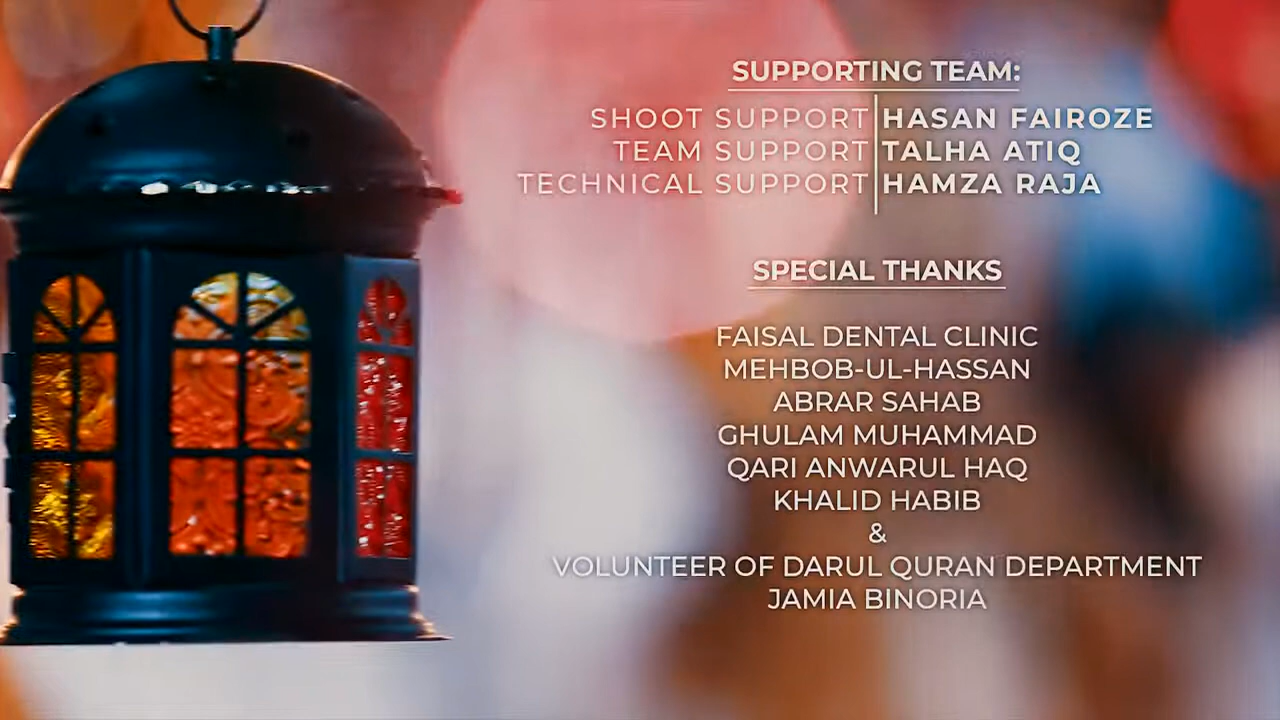 SUPPORTING TEAM:
SHOOT SUPPORT HASAN FAIROZE
TEAM SUPPORT TALHA ATIQ
TECHNICAL SUPPORT HAMZA RAJA
SPECIAL THANKS
FAISAL DENTAL CLINIC
MEHBOB-UL-HASSAN
ABRAR SAHAB
GHULAM MUHAMMAD
QARI ANWARUL HAQ
KHALID HABIB
&
VOLUNTEER OF DARUL QURAN DEPARTMENT
JAMIA BINORIA